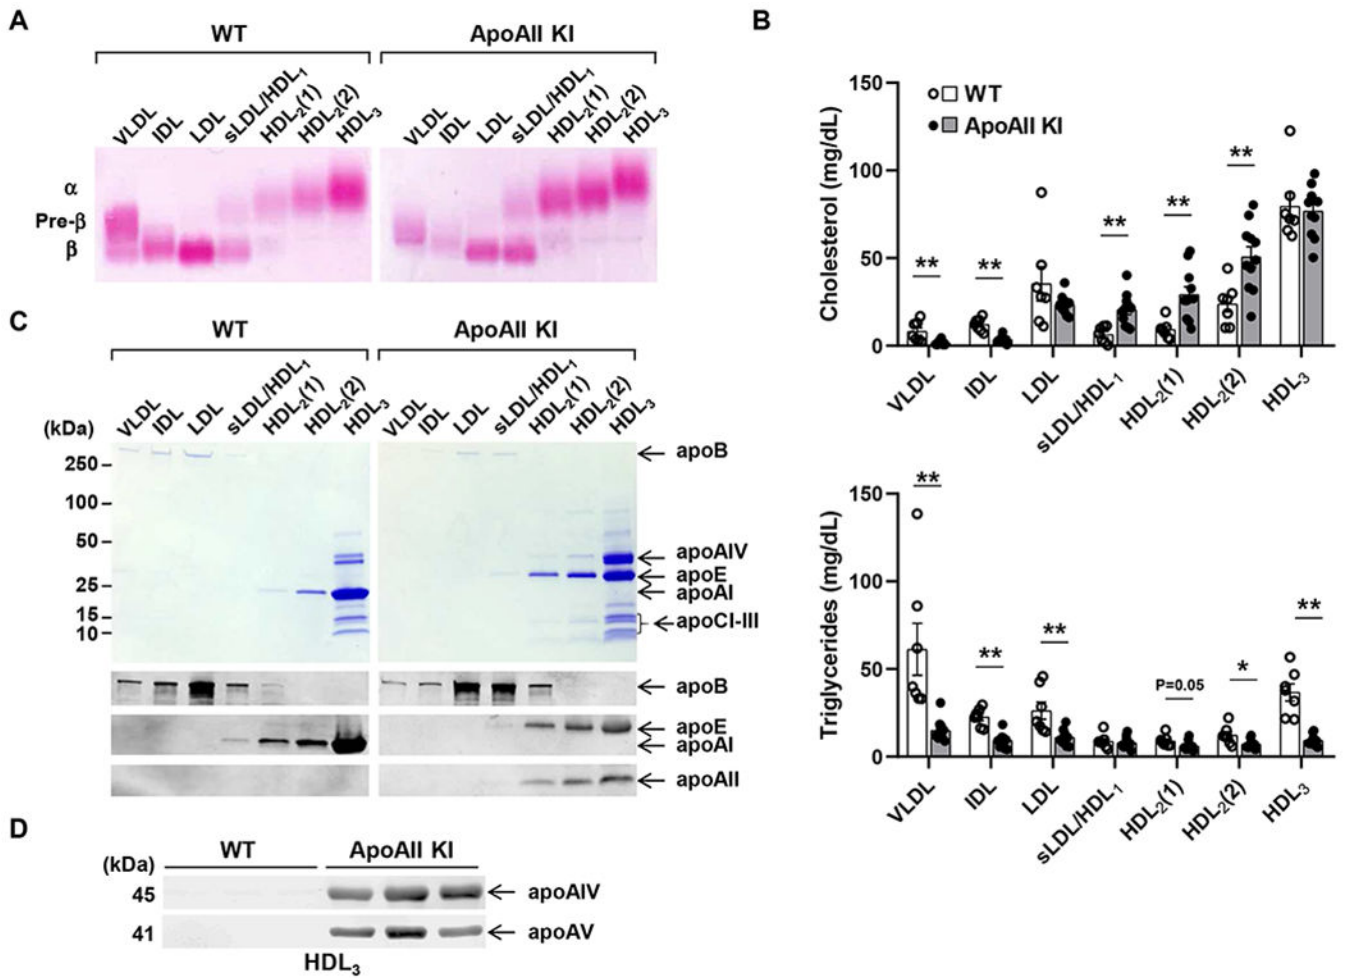 A
WT
ApoAII KI
VLDL
IDL
LDL
sLDL/HDL₁
HDL₂(1)
HDL₂(2)
HDL₃
VLDL
IDL
LDL
sLDL/HDL₁
HDL₂(1)
HDL₂(2)
HDL₃
α
Pre-β
β
B
Cholesterol (mg/dL)
150
100
50
0
WT
ApoAII KI
**
**
**
**
**
VLDL
IDL
LDL
sLDL/HDL₁
HDL₂(1)
HDL₂(2)
HDL₃
Triglycerides (mg/dL)
150
100
50
0
**
**
**
P=0.05
*
**
VLDL
IDL
LDL
sLDL/HDL₁
HDL₂(1)
HDL₂(2)
HDL₃
C
WT
ApoAII KI
(kDa)
VLDL
IDL
LDL
sLDL/HDL₁
HDL₂(1)
HDL₂(2)
HDL₃
VLDL
IDL
LDL
sLDL/HDL₁
HDL₂(1)
HDL₂(2)
HDL₃
250
100
50
25
15
10
apoB
apoAIV
apoE
apoAI
apoCI-III
apoB
apoE
apoAI
apoAII
D
(kDa)
WT
ApoAII KI
45
apoAIV
41
apoAV
HDL₃